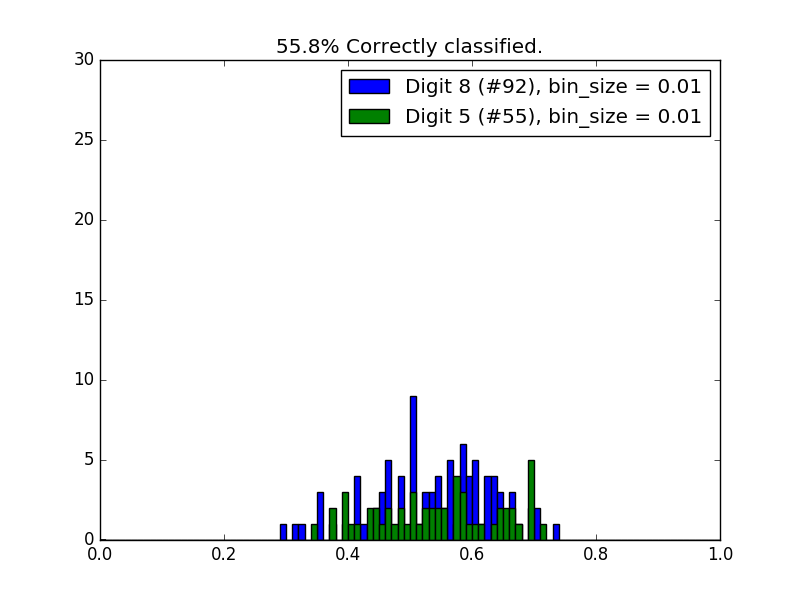 55.8% Correctly classified.
30
25
20
15
10
5
0
Digit 8 (#92), bin_size = 0.01
Digit 5 (#55), bin_size = 0.01
0.0 0.2 0.4 0.6 0.8 1.0